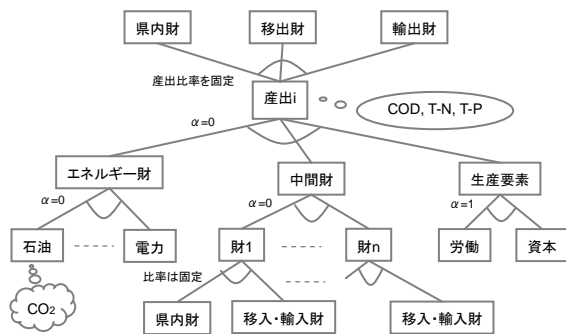 県内財
移出財
輸出財
産出比率を固定
産出i
COD, T-N, T-P
α=0
エネルギー財
中間財
生産要素
α=0
α=0
α=1
石油
電力
財1
財n
労働
資本
比率は固定
CO2
県内財
移入・輸入財
移入・輸入財